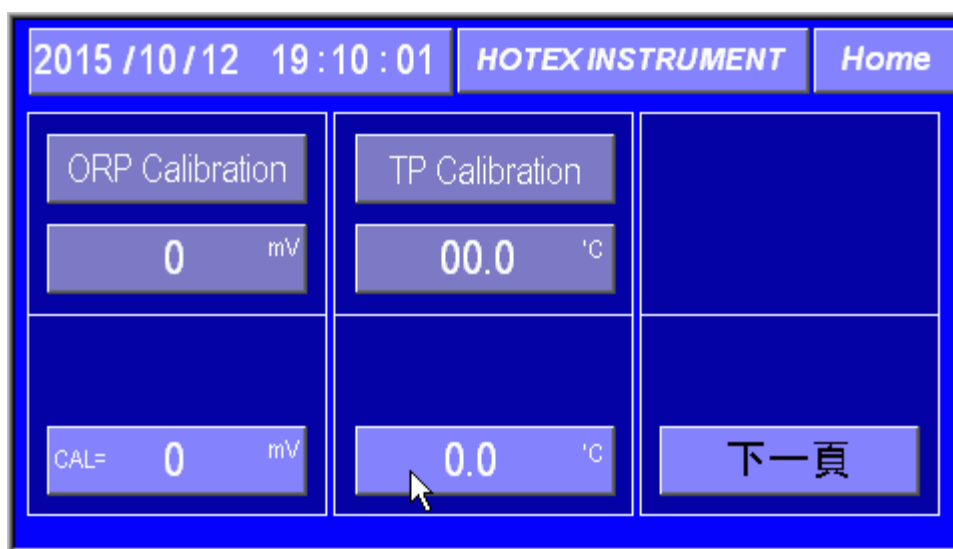 2015 /10/12 19:10:01 HOTEX INSTRUMENT Home
ORP Calibration TP Calibration
0 mV 00.0 'C
CAL= 0 mV 0.0 'C 下一頁